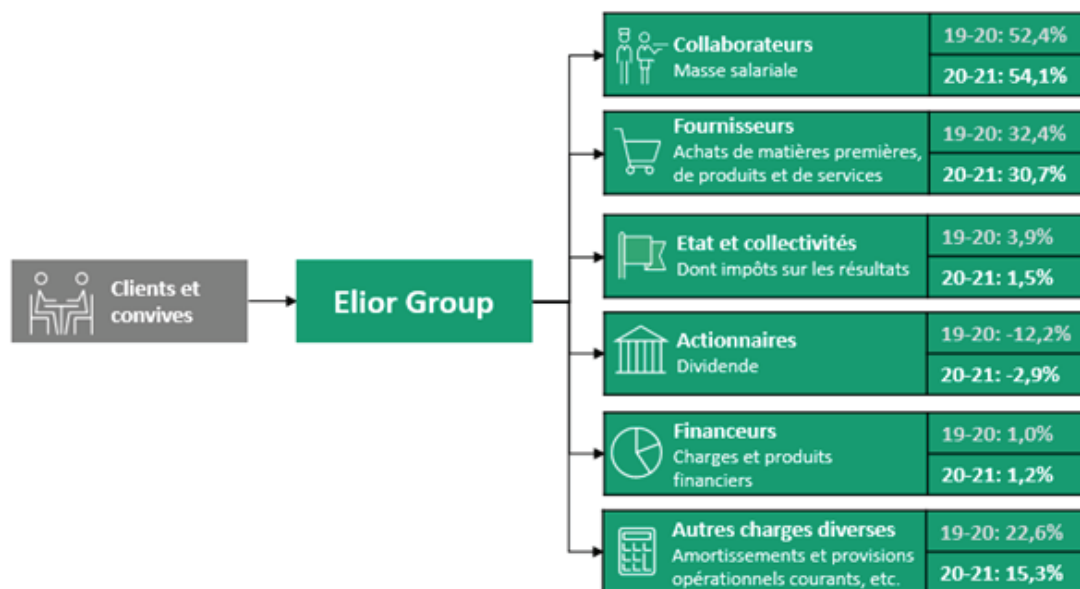 Clients et
convives
Elior Group
Collaborateurs
Masse salariale
19-20: 52,4%
20-21: 54,1%
Fournisseurs
Achats de matières premières,
de produits et de services
19-20: 32,4%
20-21: 30,7%
Etat et collectivités
Dont impôts sur les résultats
19-20: 3,9%
20-21: 1,5%
Actionnaires
Dividende
19-20: -12,2%
20-21: -2,9%
Financeurs
Charges et produits
financiers
19-20: 1,0%
20-21: 1,2%
Autres charges diverses
Amortissements et provisions
opérationnels courants, etc.
19-20: 22,6%
20-21: 15,3%